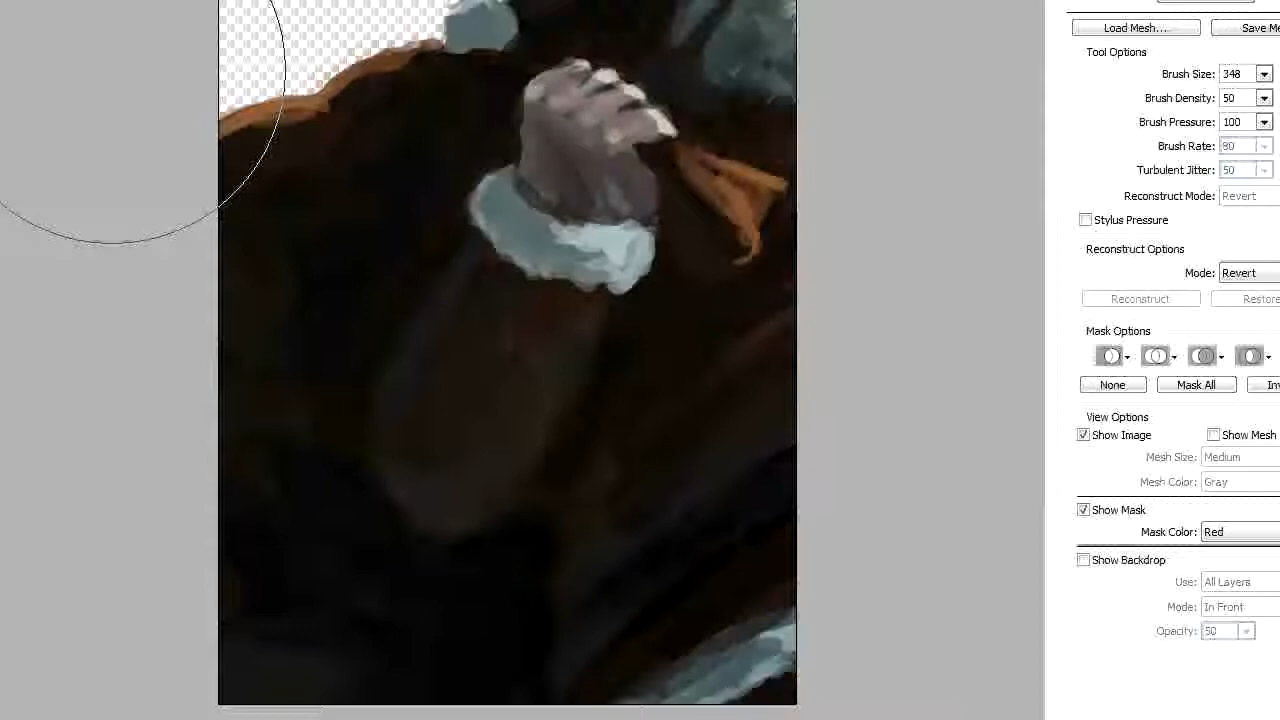 Load Mesh... Save Me
Tool Options
Brush Size: 348
Brush Density: 50
Brush Pressure: 100
Brush Rate: 80
Turbulent Jitter: 50
Reconstruct Mode: Revert
Stylus Pressure
Reconstruct Options
Mode: Revert
Reconstruct Restore
Mask Options
None Mask All Inv
View Options
Show Image Show Mesh
Mesh Size: Medium
Mesh Color: Gray
Show Mask
Mask Color: Red
Show Backdrop
Use: All Layers
Mode: In Front
Opacity: 50